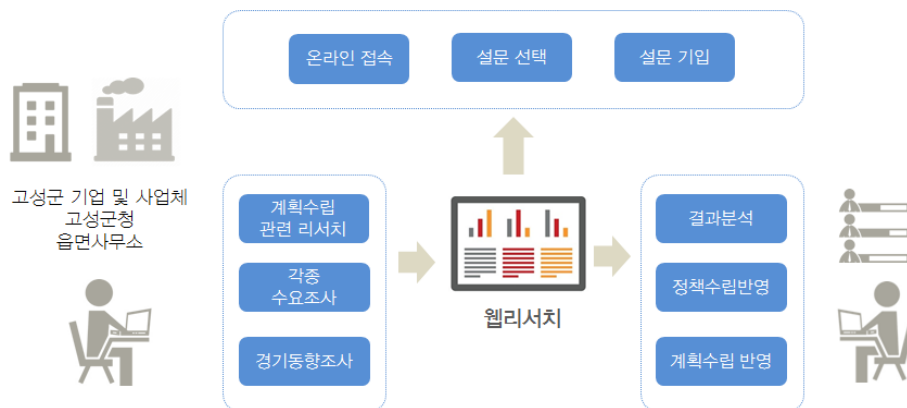 온라인 접속
설문 선택
설문 기입
고성군 기업 및 사업체
고성군청
읍면사무소
계획수립
관련 리서치
각종
수요조사
경기동향조사
웹리서치
결과분석
정책수립반영
계획수립 반영